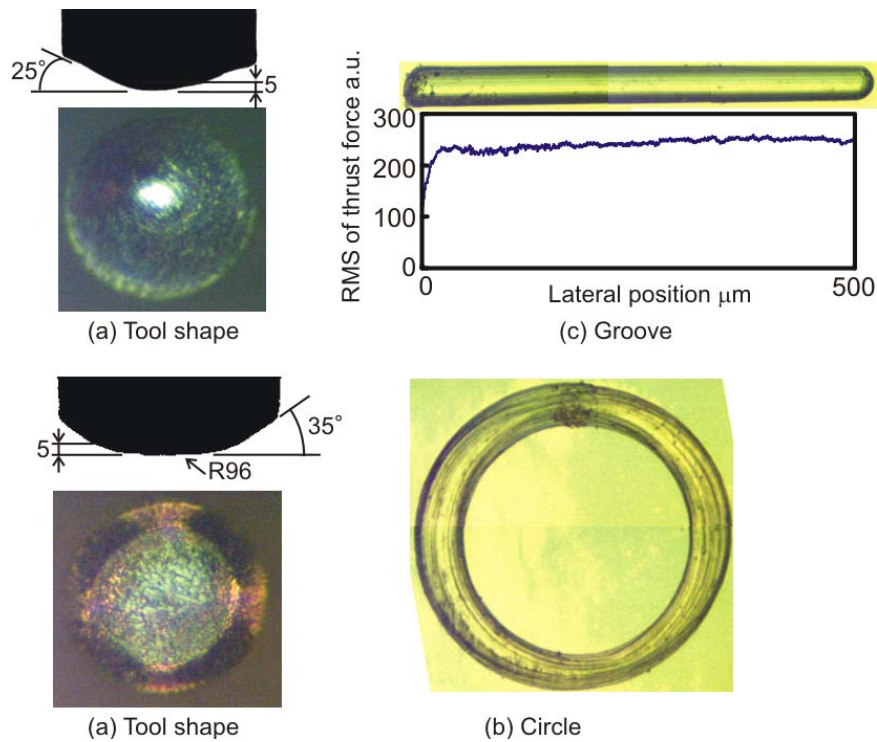 25°
5
(a) Tool shape
RMS of thrust force a.u.
300
200
100
0
0
500
Lateral position μm
(c) Groove
5
35°
R96
(a) Tool shape
(b) Circle